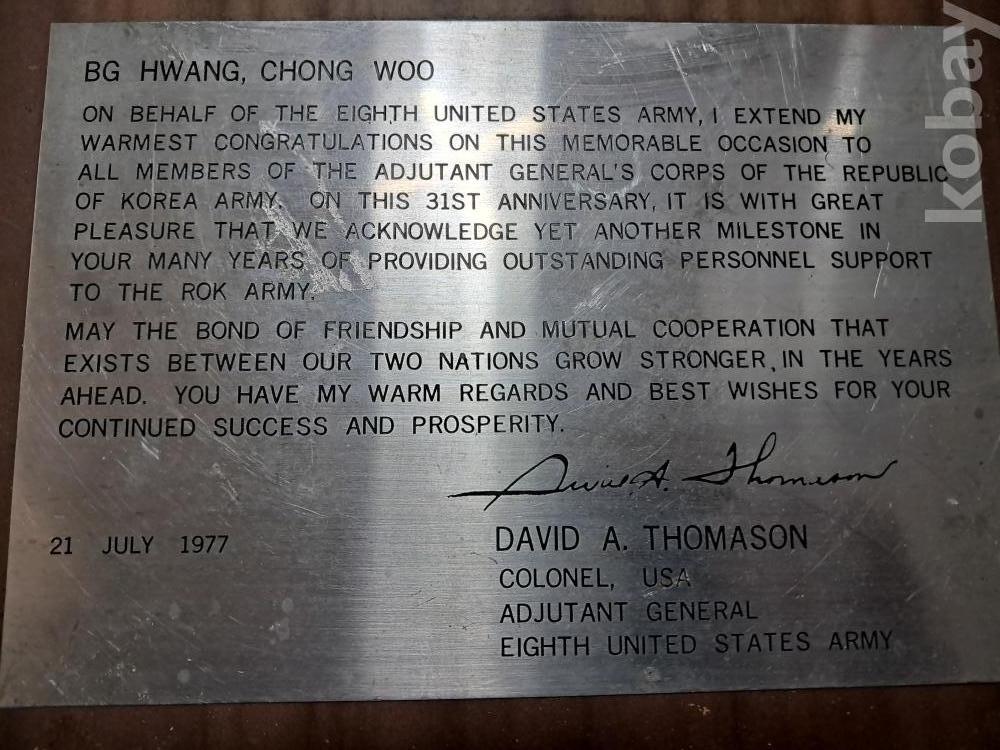 BG HWANG, CHONG WOO
ON BEHALF OF THE EIGHTH UNITED STATES ARMY, I EXTEND MY
WARMEST CONGRATULATIONS ON THIS MEMORABLE OCCASION TO
ALL MEMBERS OF THE ADJUTANT GENERAL'S CORPS OF THE REPUBLIC
OF KOREA ARMY. ON THIS 31ST ANNIVERSARY, IT IS WITH GREAT
PLEASURE THAT WE ACKNOWLEDGE YET ANOTHER MILESTONE IN
YOUR MANY YEARS OF PROVIDING OUTSTANDING PERSONNEL SUPPORT
TO THE ROK ARMY.
MAY THE BOND OF FRIENDSHIP AND MUTUAL COOPERATION THAT
EXISTS BETWEEN OUR TWO NATIONS GROW STRONGER, IN THE YEARS
AHEAD. YOU HAVE MY WARM REGARDS AND BEST WISHES FOR YOUR
CONTINUED SUCCESS AND PROSPERITY.
David A. Thomason
21 JULY 1977
DAVID A. THOMASON
COLONEL, USA
ADJUTANT GENERAL
EIGHTH UNITED STATES ARMY
kobay